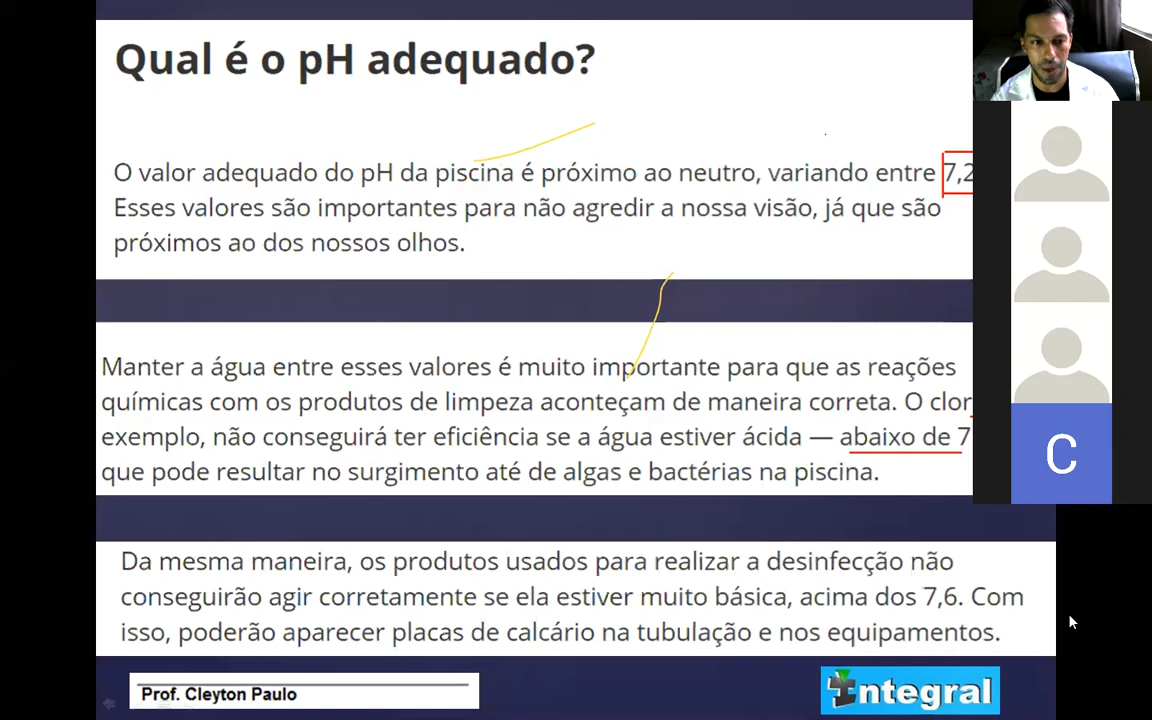 Qual é o pH adequado?
O valor adequado do pH da piscina é próximo ao neutro, variando entre 7,2
Esses valores são importantes para não agredir a nossa visão, já que são
próximos ao dos nossos olhos.
Manter a água entre esses valores é muito importante para que as reações
químicas com os produtos de limpeza aconteçam de maneira correta. O clor
exemplo, não conseguirá ter eficiência se a água estiver ácida — abaixo de 7
que pode resultar no surgimento até de algas e bactérias na piscina.
C
Da mesma maneira, os produtos usados para realizar a desinfecção não
conseguirão agir corretamente se ela estiver muito básica, acima dos 7,6. Com
isso, poderão aparecer placas de calcário na tubulação e nos equipamentos.
Prof. Cleyton Paulo
Integral